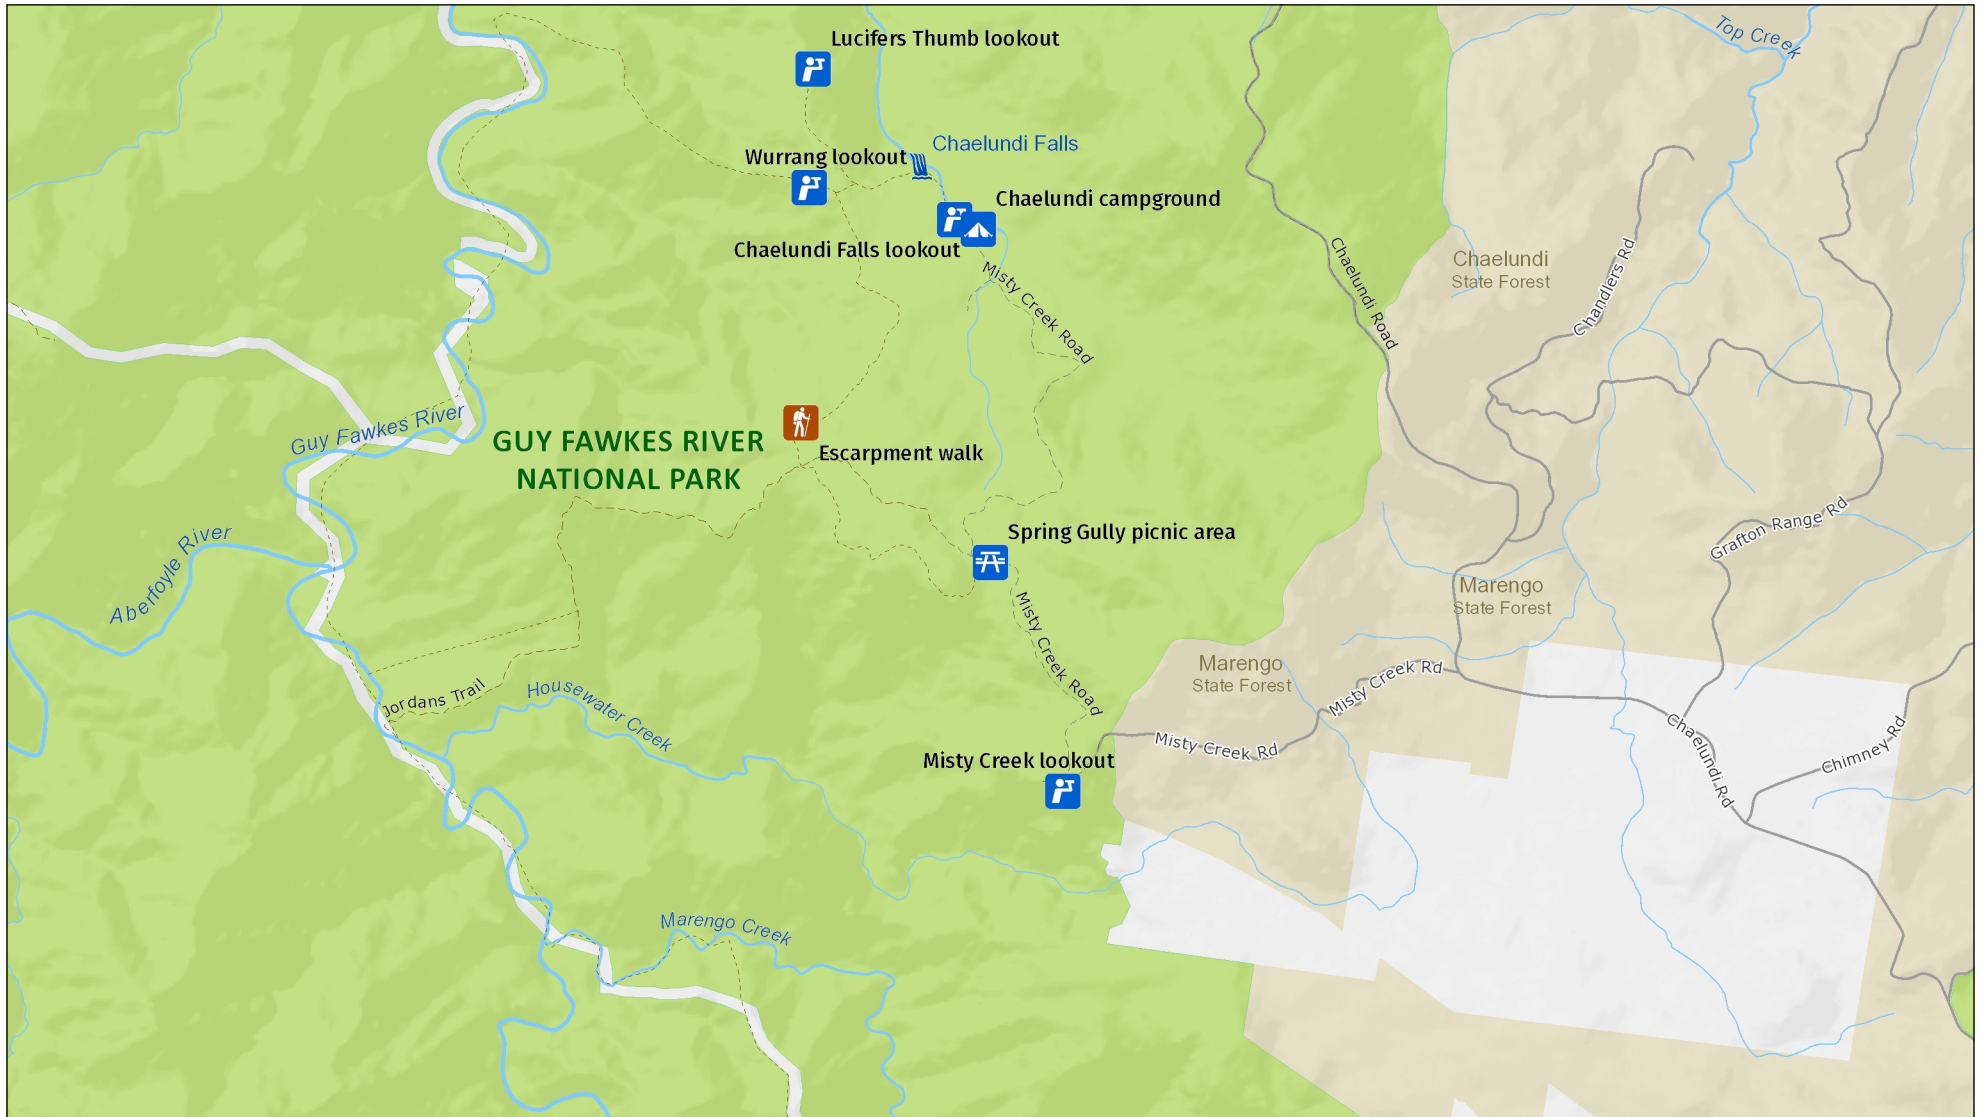 Top Creek
Lucifers Thumb lookout
Chaelundi Falls
Wurrang lookout
Chaelundi campground
Chaelundi Falls lookout
Misty Creek Road
Chaelundi Road
Chaelundi
State Forest
Chandlers Rd
Guy Fawkes River
GUY FAWKES RIVER
NATIONAL PARK
Escarpment walk
Aberfoyle River
Spring Gully picnic area
Grafton Range Rd
Marengo
State Forest
Misty Creek Road
Marengo
State Forest
Misty Creek Rd
Jordans Trail
Housewater Creek
Misty Creek Rd
Misty Creek lookout
Chaelundi Rd
Chimney Rd
Marengo Creek